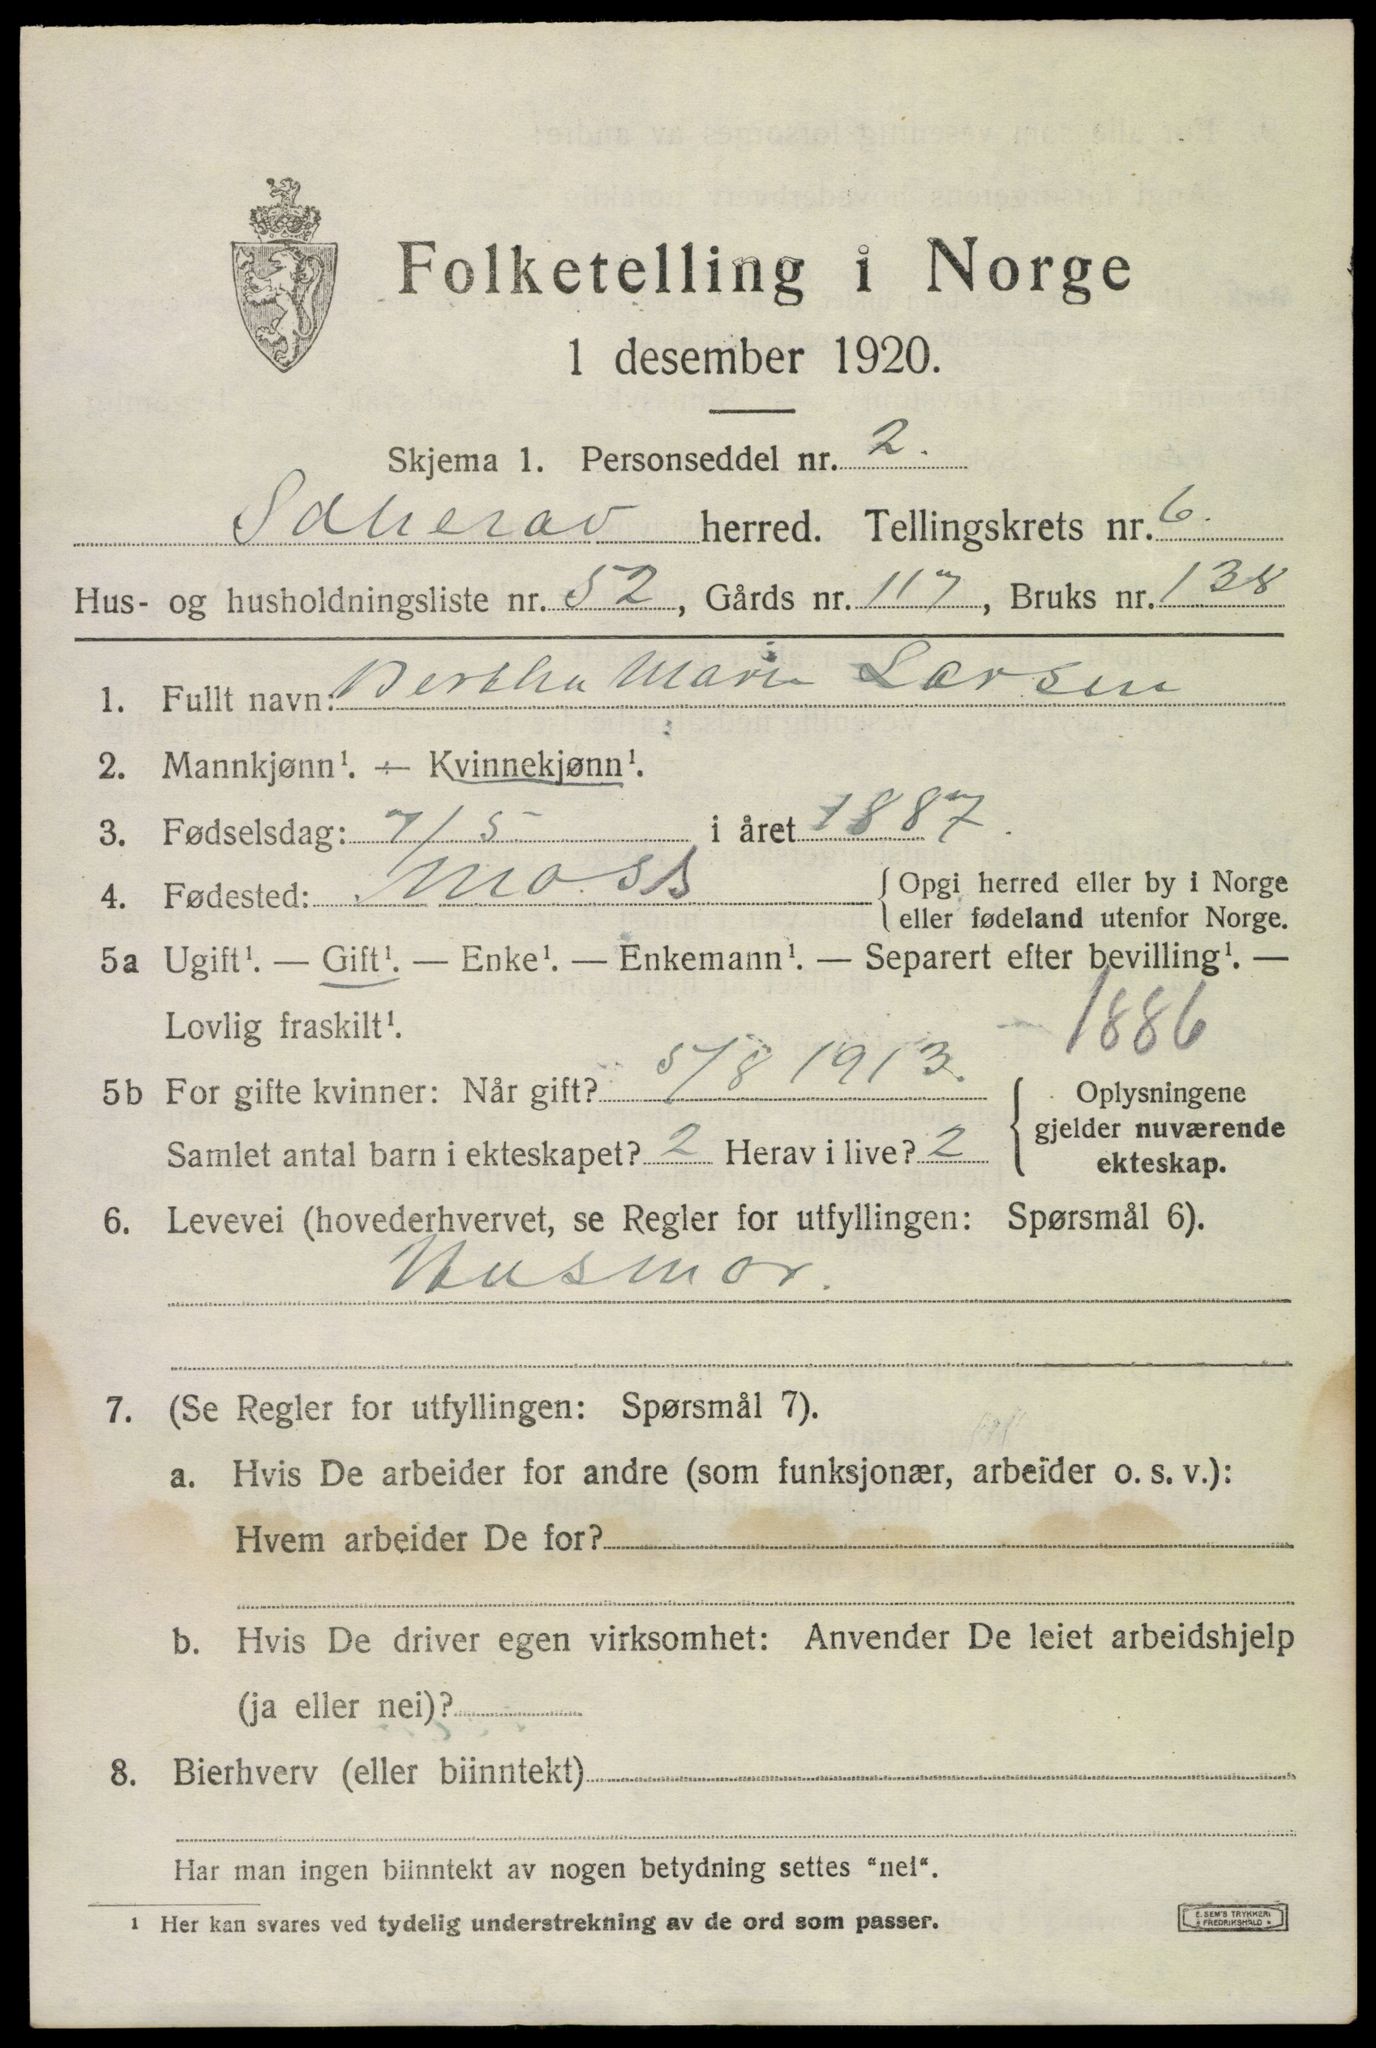 Folketelling i Norge
1 desember 1920.
Skjema 1. Personseddel nr. 2.
herred. Tellingskrets nr. 6.
Hus- og husholdningsliste nr. 52, Gårds nr. 117, Bruks nr. 138
1. Fullt navn: Bertha Marie Larsen
2. Mannkjønn¹. — Kvinnekjønn¹.
3. Fødselsdag: 7/5 i året 1887.
4. Fødested: Moss { Opgi herred eller by i Norge
eller fødeland utenfor Norge.
5a Ugift¹. — Gift¹. — Enke¹. — Enkemann¹. — Separert efter bevilling¹. —
Lovlig fraskilt¹.
1886
5b For gifte kvinner: Når gift? 5/8 1913.
Samlet antal barn i ekteskapet? 2 Herav i live? 2
{ Oplysningene
gjelder nuværende
ekteskap.
6. Levevei (hovederhvervet, se Regler for utfyllingen: Spørsmål 6).
Husmor.
7. (Se Regler for utfyllingen: Spørsmål 7).
a. Hvis De arbeider for andre (som funksjonær, arbeider o. s. v.):
Hvem arbeider De for?
b. Hvis De driver egen virksomhet: Anvender De leiet arbeidshjelp
(ja eller nei)?
8. Bierhverv (eller biinntekt)
Har man ingen biinntekt av nogen betydning settes "nei".
1 Her kan svares ved tydelig understrekning av de ord som passer.
E. SEM'S TRYKKERI
FREDRIKSHALD